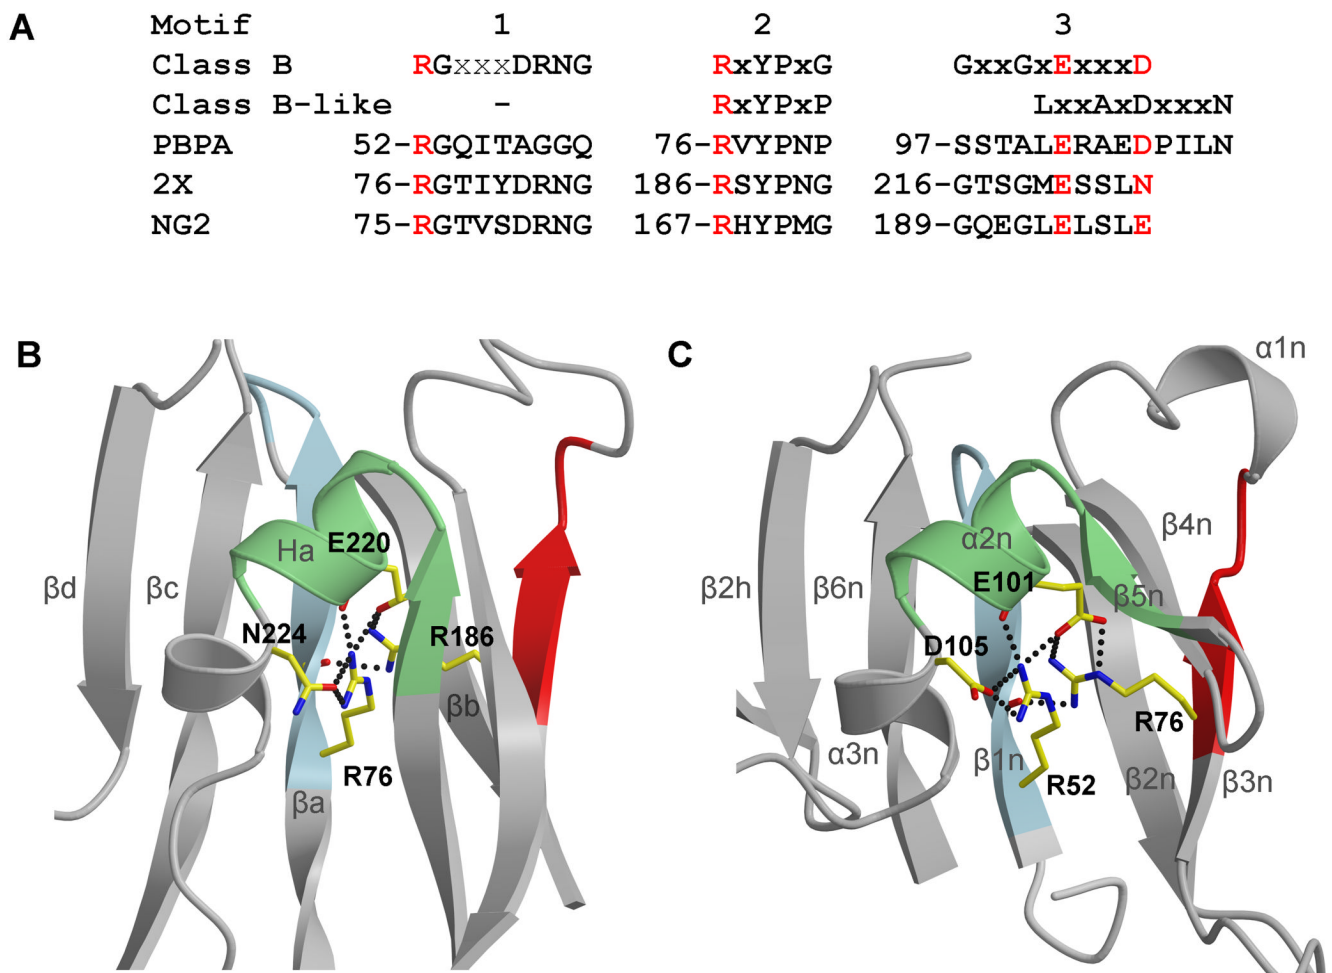 A
Motif 1 2 3
Class B RGxxxDRNG RxYPxG GxxGxExxxD
Class B-like - RxYPxP LxxAxDxxxN
PBPA 52-RGQITAGGQ 76-RVYPNP 97-SSTALERAEDPILN
2X 76-RGTIYDRNG 186-RSYPNG 216-GTSGMESSLN
NG2 75-RGTVSDRNG 167-RHYPMG 189-GQEGLELSLE
B
Ha
E220
βd
βc
N224
R186
βb
R76
βa
C
α1n
β4n
α2n
E101
β2h
β6n
β5n
D105
R76
α3n
β1n
R52
β2n
β3n